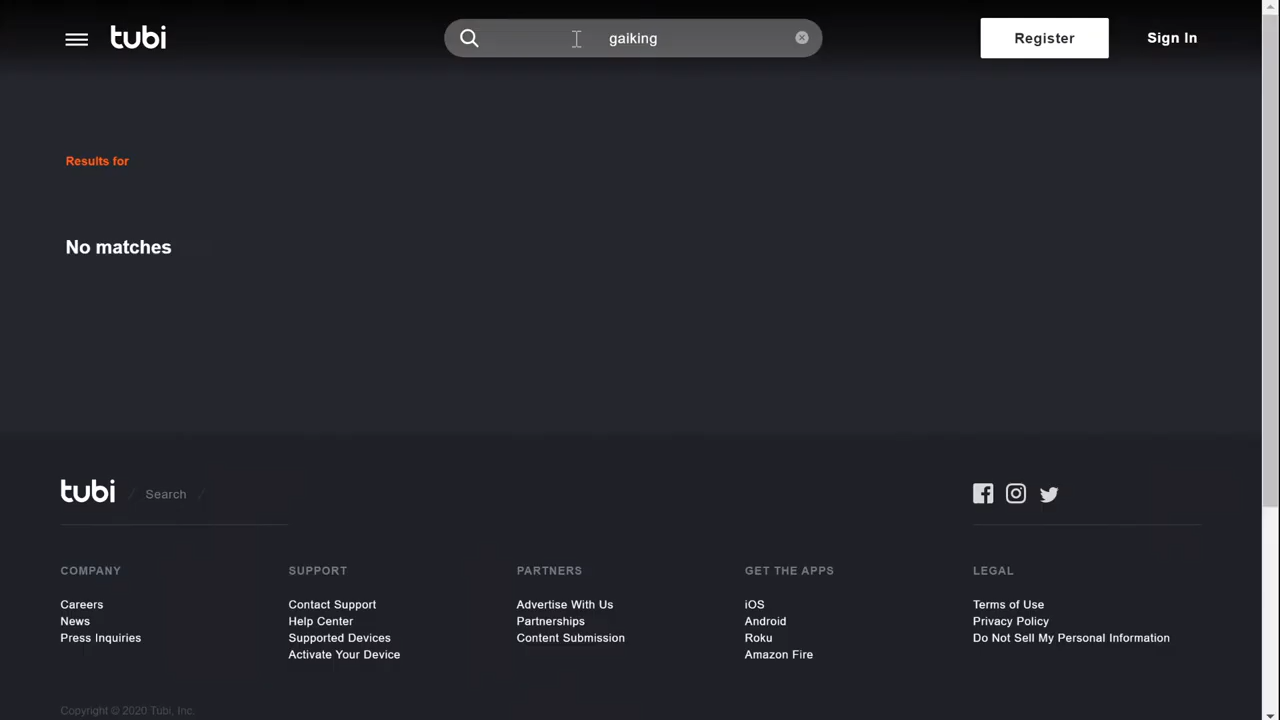 tubi
gaiking
Register
Sign In
Results for
No matches
tubi / Search /
COMPANY
Careers
News
Press Inquiries
SUPPORT
Contact Support
Help Center
Supported Devices
Activate Your Device
PARTNERS
Advertise With Us
Partnerships
Content Submission
GET THE APPS
iOS
Android
Roku
Amazon Fire
LEGAL
Terms of Use
Privacy Policy
Do Not Sell My Personal Information
Copyright © 2020 Tubi, Inc.